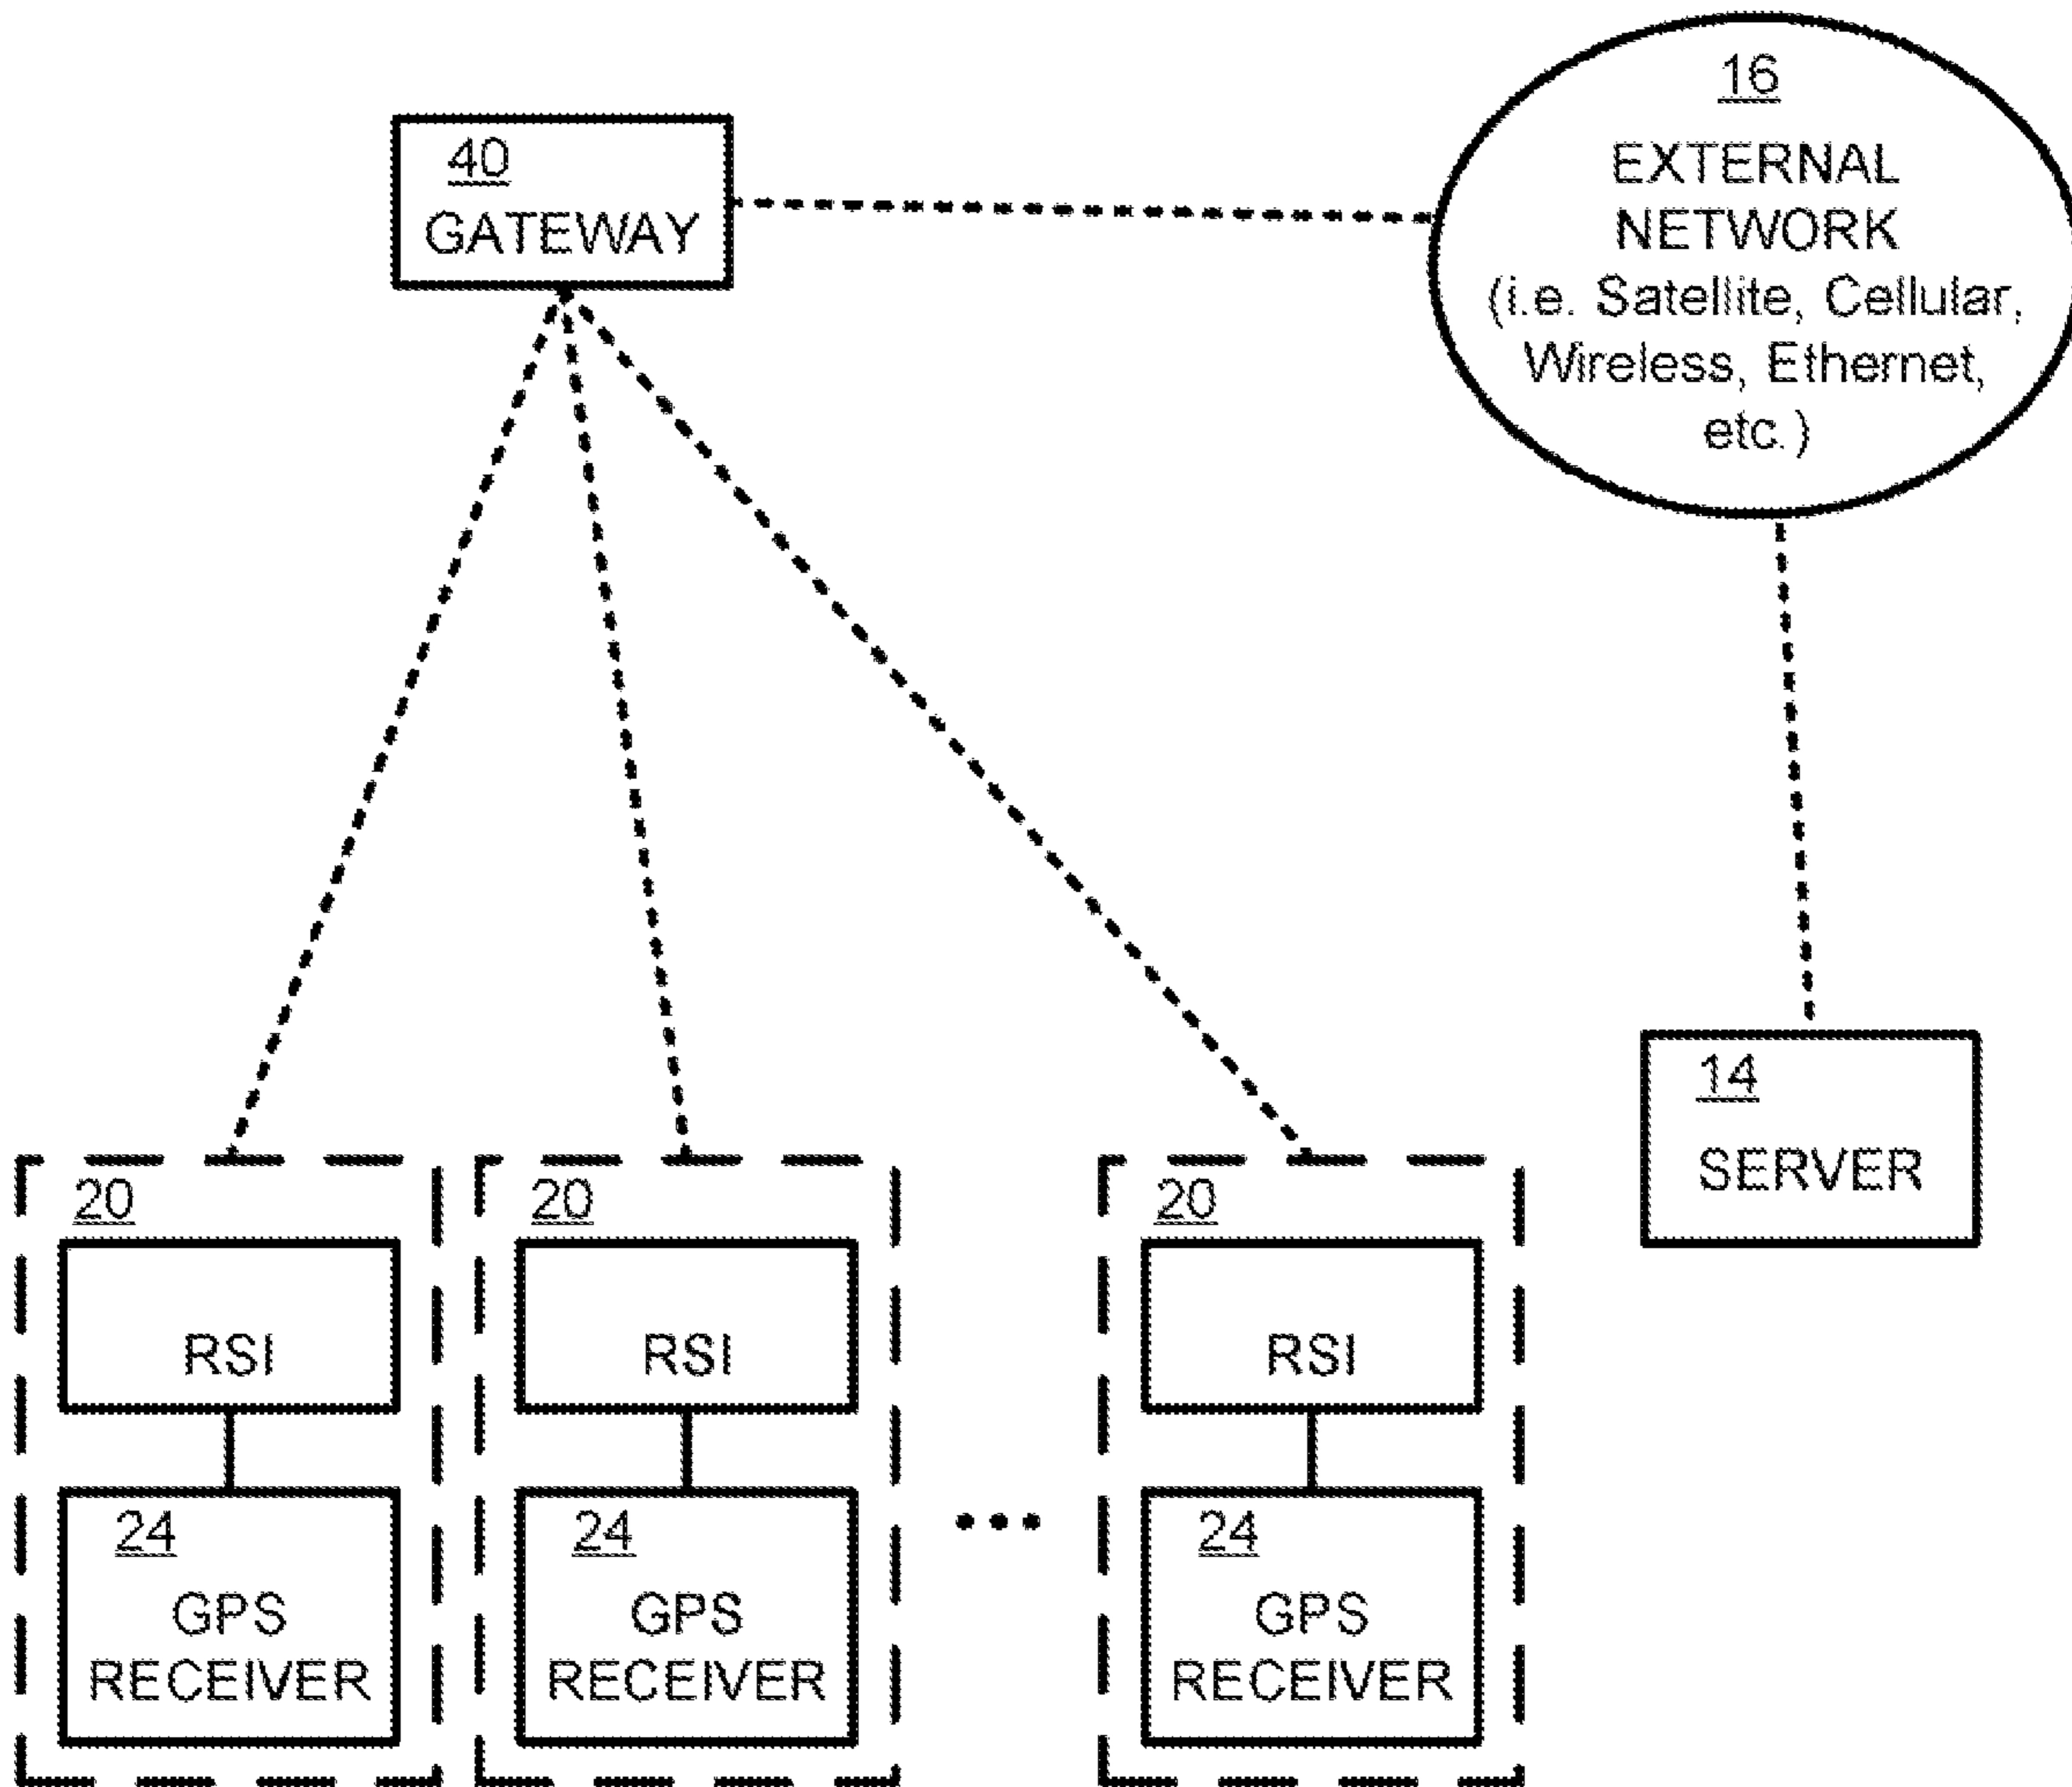 16
EXTERNAL
NETWORK
(i.e. Satellite, Cellular,
Wireless, Ethernet,
etc.)
40
GATEWAY
14
SERVER
20
RSI
24
GPS
RECEIVER
20
RSI
24
GPS
RECEIVER
...
20
RSI
24
GPS
RECEIVER